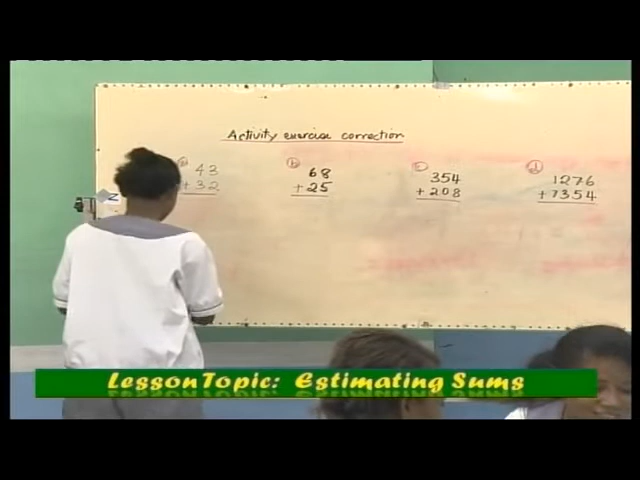 Activity exercise correction
a 43
+ 32
b 68
+ 25
c 354
+ 208
d 1276
+ 7354
Lesson Topic: Estimating Sums